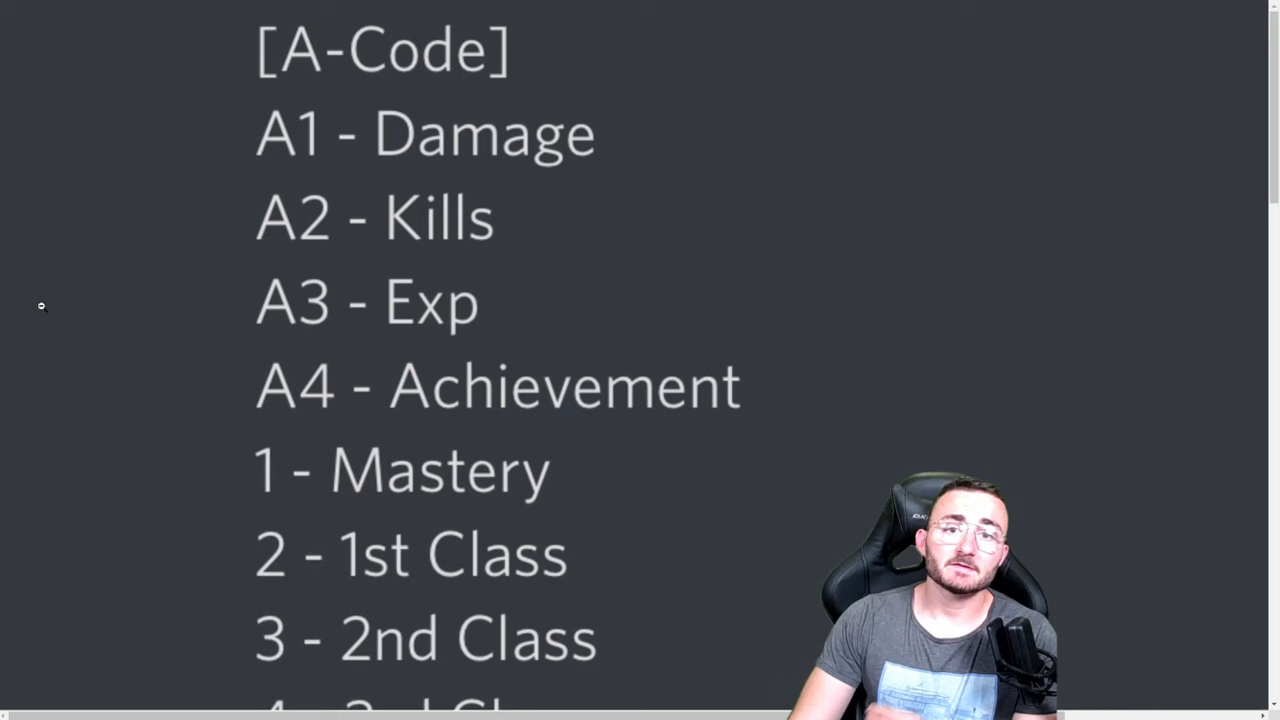 [A-Code]
A1 - Damage
A2 - Kills
A3 - Exp
A4 - Achievement
1 - Mastery
2 - 1st Class
3 - 2nd Class